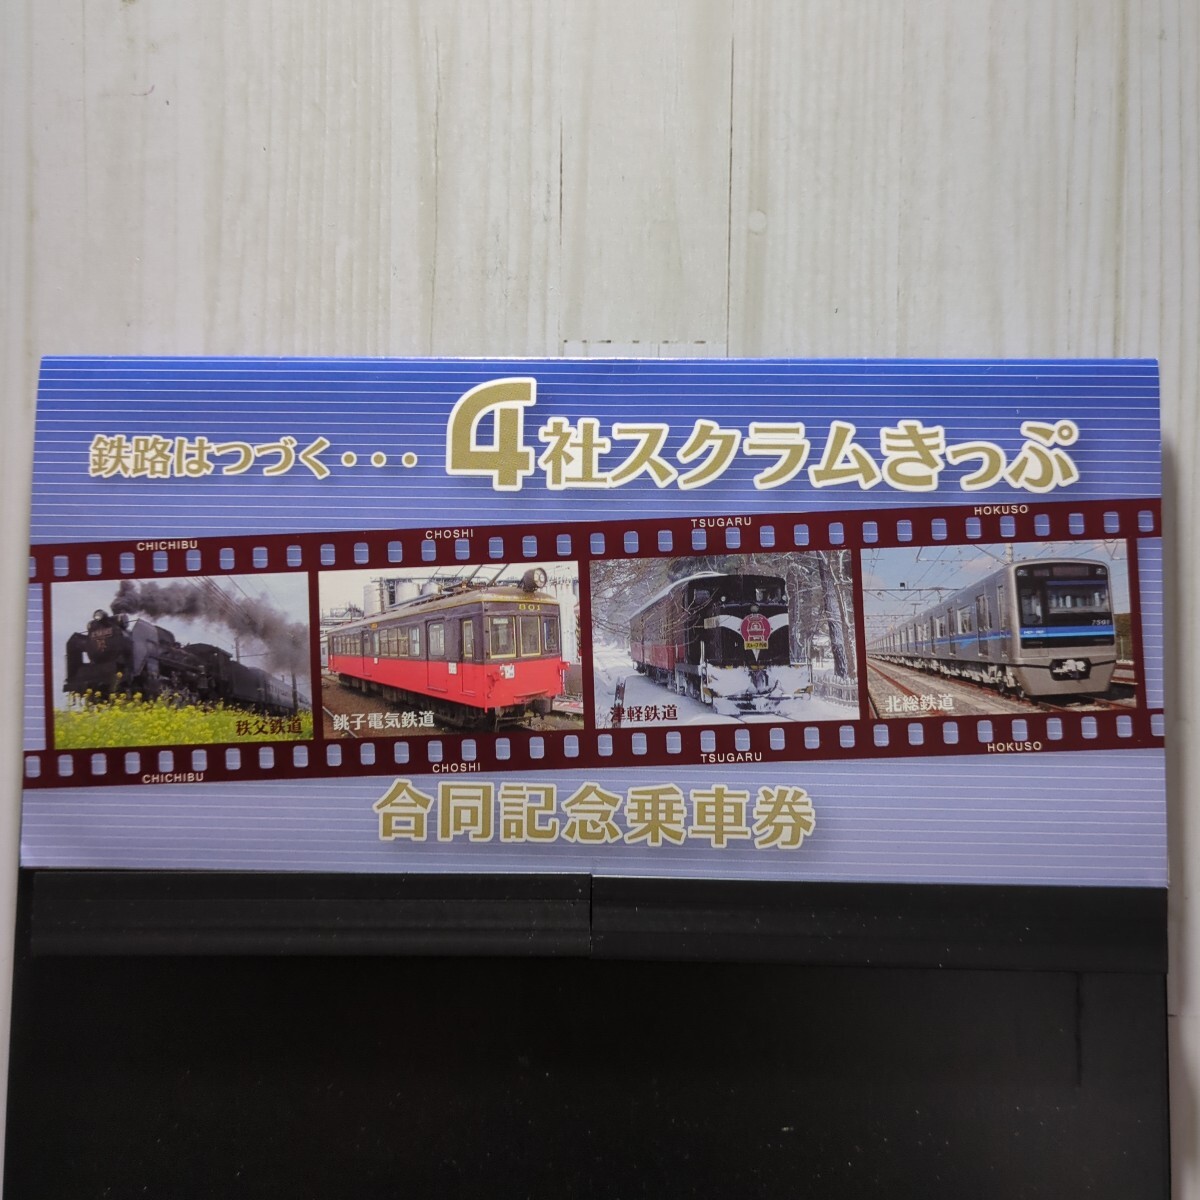 鉄路はつづく・・・
4社スクラムきっぷ
CHICHIBU
CHOSHI
TSUGARU
HOKUSO
801
7501
秩父鉄道
銚子電気鉄道
津軽鉄道
北総鉄道
CHICHIBU
CHOSHI
TSUGARU
HOKUSO
合同記念乗車券